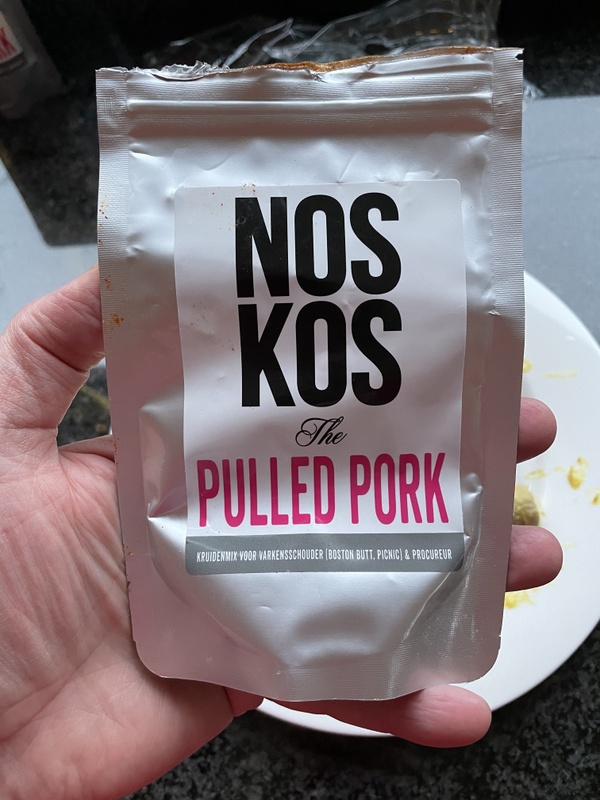 NOS
KOS
The
PULLED PORK
KRUIDENMIX VOOR VARKENSSCHOUDER (BOSTON BUTT, PICNIC) & PROCUREUR